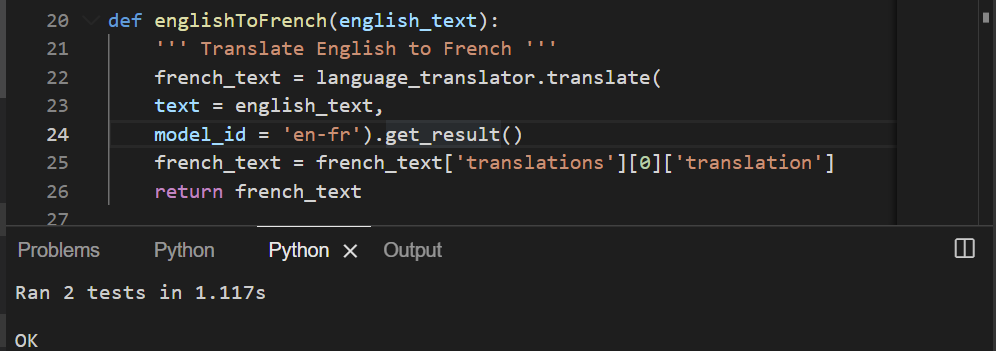 20 def englishToFrench(english_text):
21 ''' Translate English to French '''
22 french_text = language_translator.translate(
23 text = english_text,
24 model_id = 'en-fr').get_result()
25 french_text = french_text['translations'][0]['translation']
26 return french_text
27
Problems Python Python × Output
Ran 2 tests in 1.117s
OK